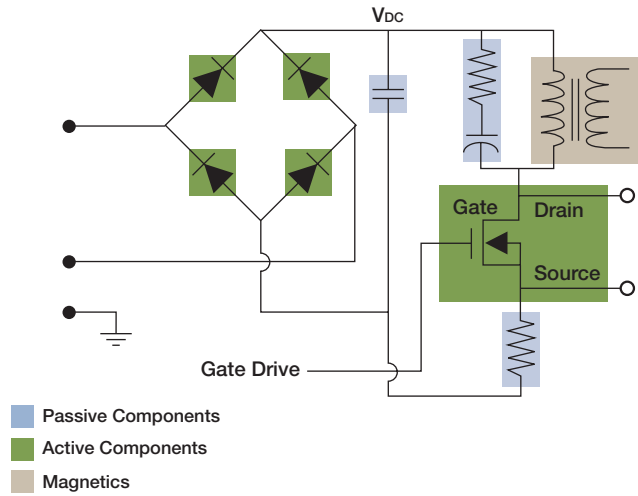 VDC
Gate
Drain
Source
Gate Drive
Passive Components
Active Components
Magnetics